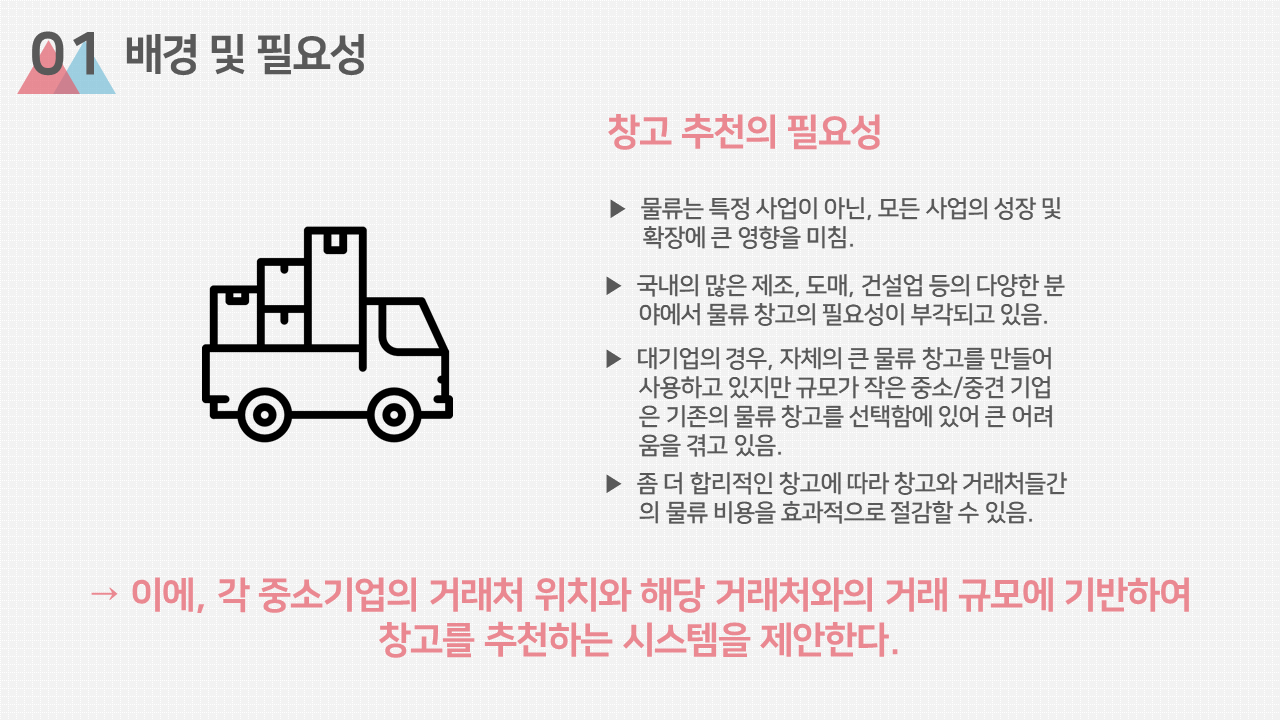 01 배경 및 필요성
창고 추천의 필요성
▶ 물류는 특정 사업이 아닌, 모든 사업의 성장 및
확장에 큰 영향을 미침.
▶ 국내의 많은 제조, 도매, 건설업 등의 다양한 분
야에서 물류 창고의 필요성이 부각되고 있음.
▶ 대기업의 경우, 자체의 큰 물류 창고를 만들어
사용하고 있지만 규모가 작은 중소/중견 기업
은 기존의 물류 창고를 선택함에 있어 큰 어려
움을 겪고 있음.
▶ 좀 더 합리적인 창고에 따라 창고와 거래처들간
의 물류 비용을 효과적으로 절감할 수 있음.
→ 이에, 각 중소기업의 거래처 위치와 해당 거래처와의 거래 규모에 기반하여
창고를 추천하는 시스템을 제안한다.